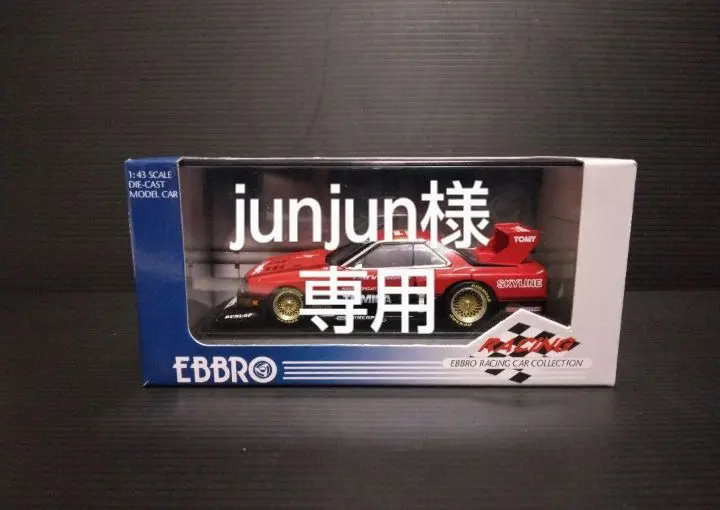 1:43 SCALE
DIE-CAST
MODEL CAR
junjun様
専用
TOMY
SKYLINE
TOMICA
DUNLOP
RACING
EBBRO RACING CAR COLLECTION
EBBRO